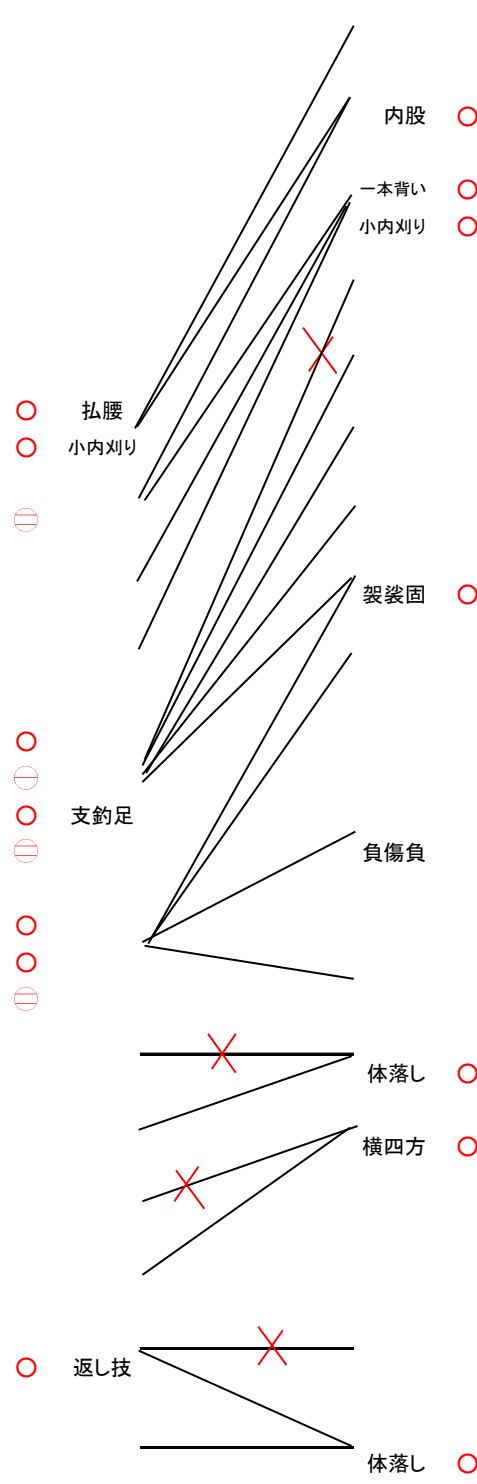 内股
一本背い
小内刈り
払腰
小内刈り
袈裟固
支釣足
負傷負
体落し
横四方
返し技
体落し